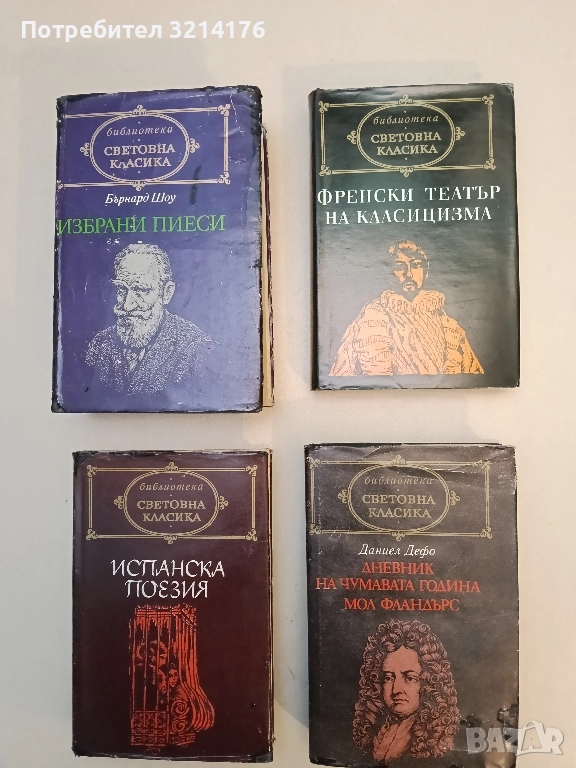 Потребител 3214176
библиотека
СВЕТОВНА
КЛАСИКА
Бърнард Шоу
ИЗБРАНИ ПИЕСИ
библиотека
СВЕТОВНА
КЛАСИКА
ФРЕНСКИ ТЕАТЪР
НА КЛАСИЦИЗМА
библиотека
СВЕТОВНА
КЛАСИКА
ИСПАНСКА
ПОЕЗИЯ
библиотека
СВЕТОВНА
КЛАСИКА
Даниел Дефо
ДНЕВНИК
НА ЧУМАВАТА ГОДИНА
МОЛ ФЛАНДЪРС
BAZAR